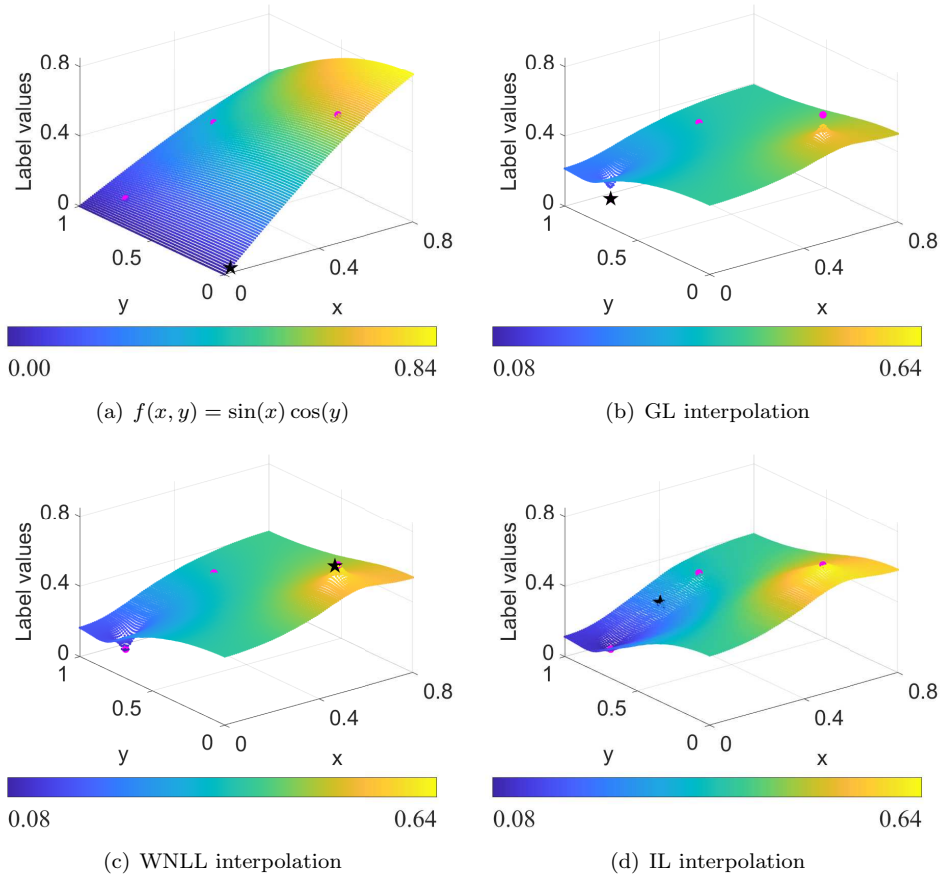 0.8
0.4
0
Label values
1
0.5
0
y
0
0.4
0.8
x
0.00
0.84
(a) f(x, y) = sin(x) cos(y)
0.8
0.4
0
Label values
1
0.5
0
y
0
0.4
0.8
x
0.08
0.64
(b) GL interpolation
0.8
0.4
0
Label values
1
0.5
0
y
0
0.4
0.8
x
0.08
0.64
(c) WNLL interpolation
0.8
0.4
0
Label values
1
0.5
0
y
0
0.4
0.8
x
0.08
0.64
(d) IL interpolation